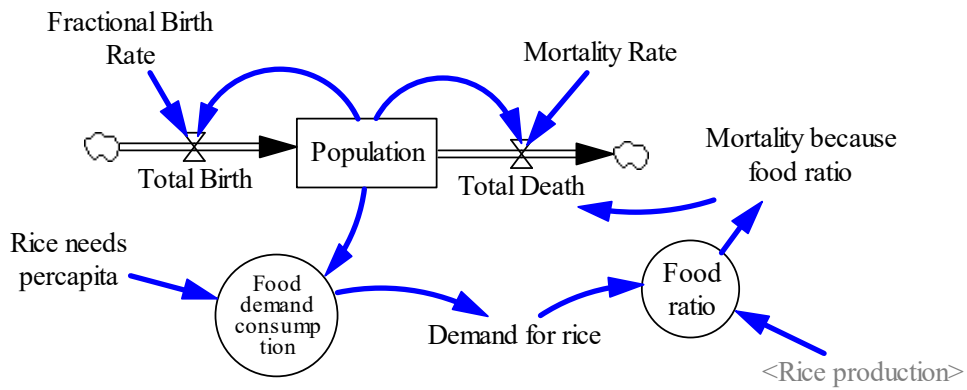 Fractional Birth
Rate
Mortality Rate
Population
Total Birth
Total Death
Mortality because
food ratio
Rice needs
percapita
Food
demand
consump
tion
Demand for rice
Food
ratio
<Rice production>